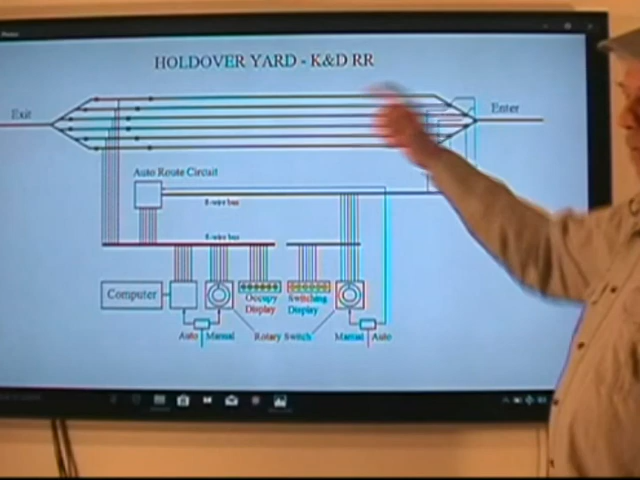 HOLDOVER YARD - K&D RR
Exit
Enter
Auto Route Circuit
8-wire bus
8-wire bus
Computer
Occupy
Display
Switching
Display
Auto
Manual
Rotary Switch
Manual
Auto